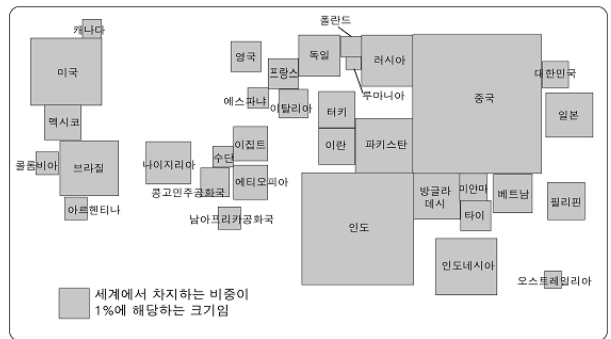 캐나다
미국
멕시코
콜롬비아
브라질
아르헨티나
영국
프랑스
에스파냐
이탈리아
독일
폴란드
루마니아
러시아
터키
이란
파키스탄
중국
대한민국
일본
나이지리아
수단
이집트
콩고민주공화국
에티오피아
남아프리카공화국
인도
방글라
데시
미얀마
타이
베트남
필리핀
인도네시아
오스트레일리아
세계에서 차지하는 비중이
1%에 해당하는 크기임